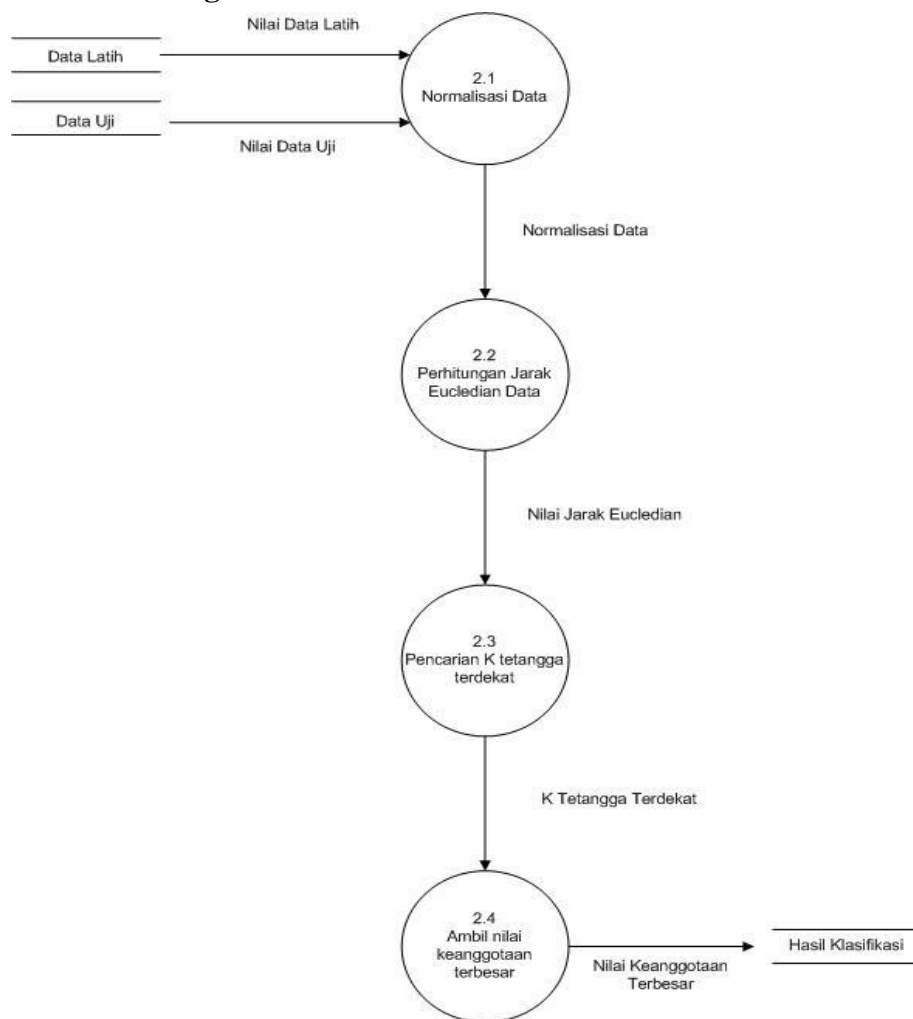 Nilai Data Latih
Data Latih
2.1
Normalisasi Data
Data Uji
Nilai Data Uji
Normalisasi Data
2.2
Perhitungan Jarak
Eucledian Data
Nilai Jarak Eucledian
2.3
Pencarian K tetangga
terdekat
K Tetangga Terdekat
2.4
Ambil nilai
keanggotaan
terbesar
Nilai Keanggotaan
Terbesar
Hasil Klasifikasi